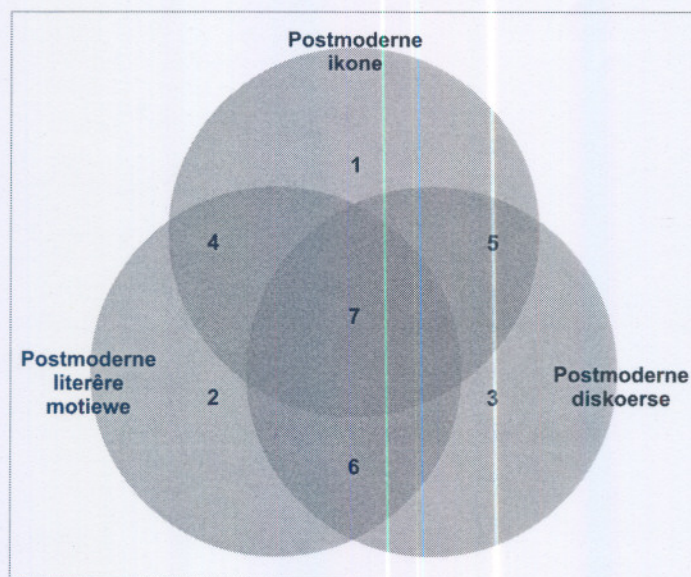 Postmoderne
ikone
1
4
5
7
Postmoderne
literêre
motiewe
2
3
Postmoderne
diskoerse
6